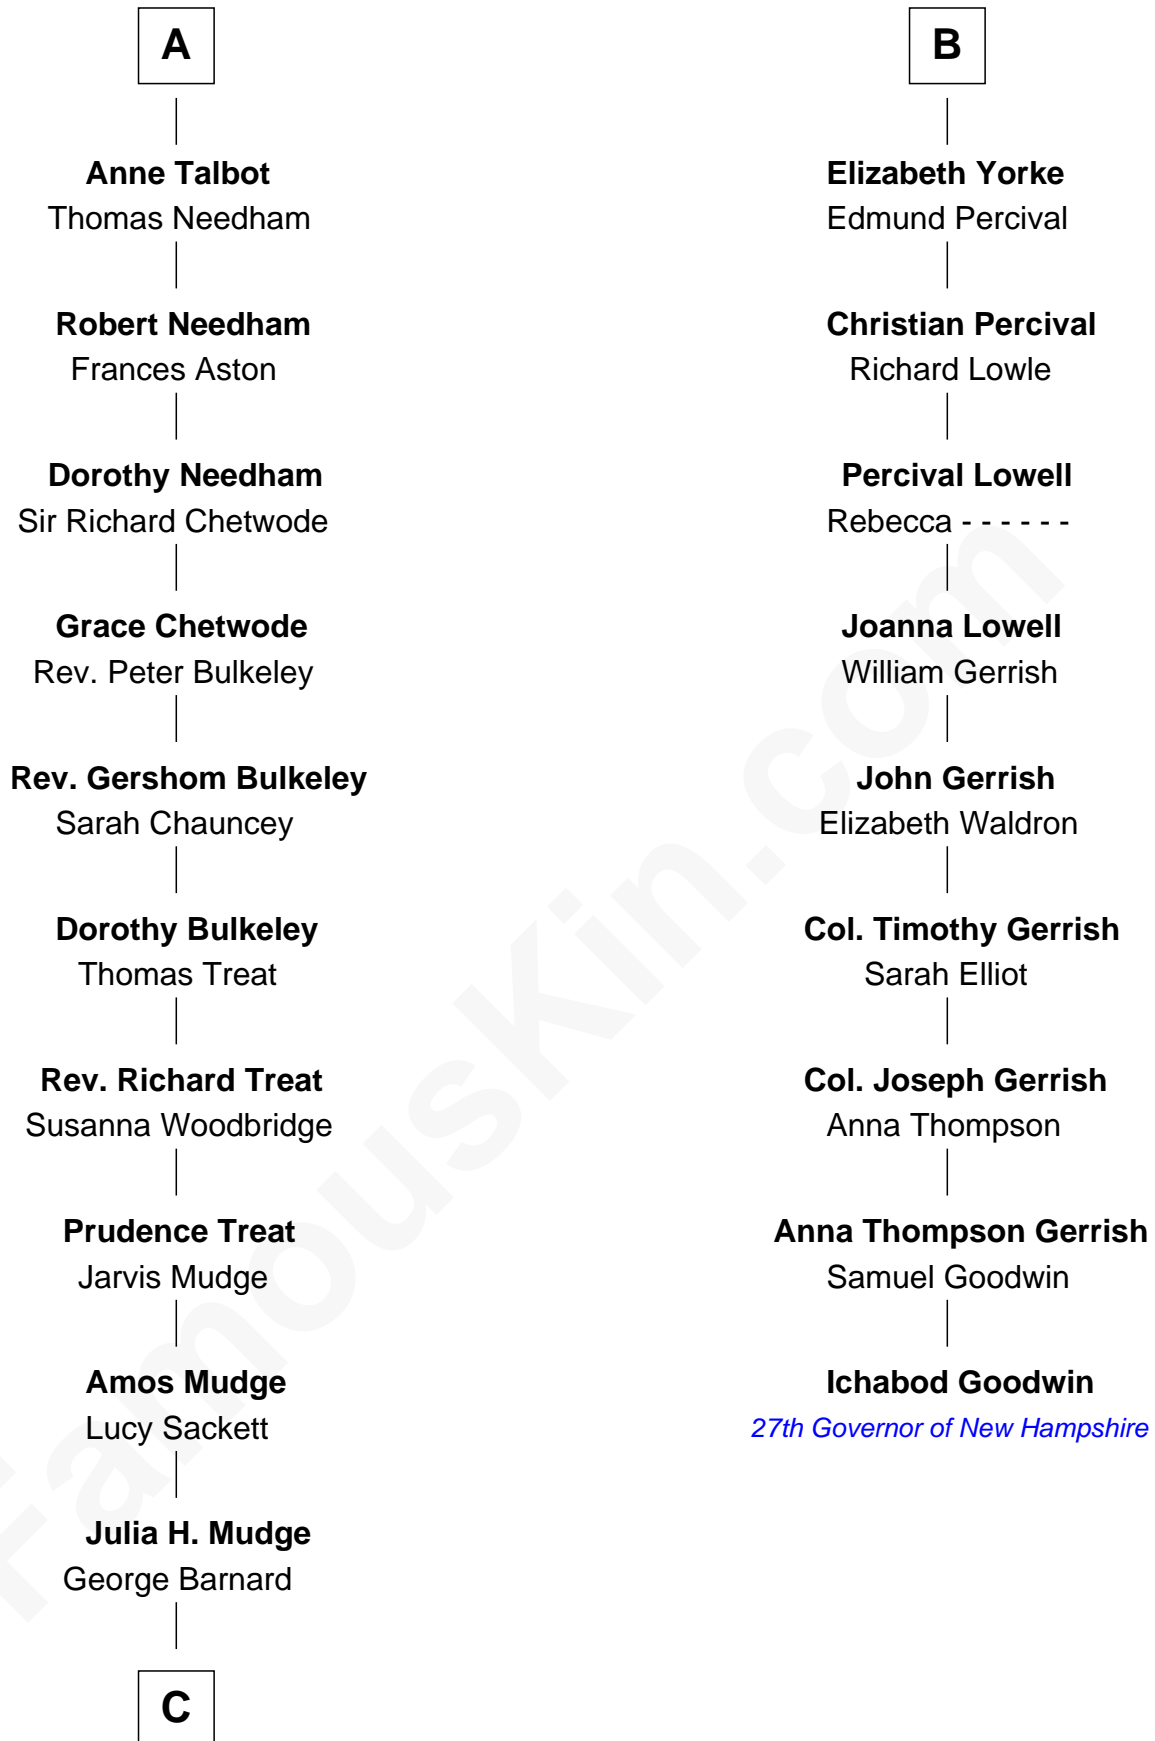 A
Anne Talbot
Thomas Needham
Robert Needham
Frances Aston
Dorothy Needham
Sir Richard Chetwode
Grace Chetwode
Rev. Peter Bulkeley
Rev. Gershom Bulkeley
Sarah Chauncey
Dorothy Bulkeley
Thomas Treat
Rev. Richard Treat
Susanna Woodbridge
Prudence Treat
Jarvis Mudge
Amos Mudge
Lucy Sackett
Julia H. Mudge
George Barnard
C
B
Elizabeth Yorke
Edmund Percival
Christian Percival
Richard Lowle
Percival Lowell
Rebecca - - - - - -
Joanna Lowell
William Gerrish
John Gerrish
Elizabeth Waldron
Col. Timothy Gerrish
Sarah Elliot
Col. Joseph Gerrish
Anna Thompson
Anna Thompson Gerrish
Samuel Goodwin
Ichabod Goodwin
27th Governor of New Hampshire
FamousKin.com